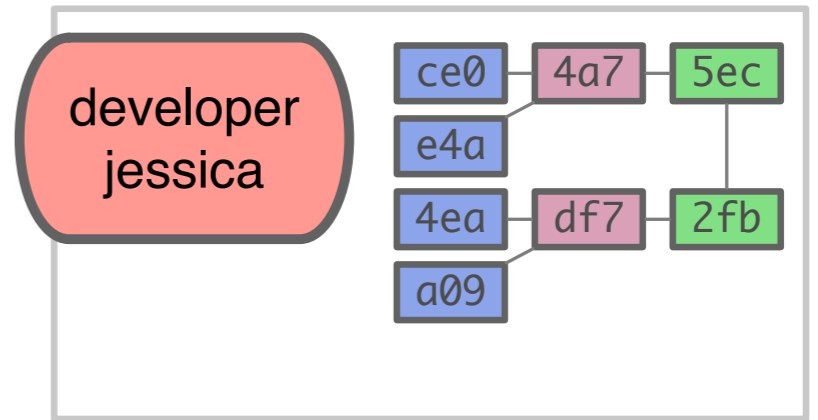 developer
jessica
ce0 4a7 5ec
e4a
4ea df7 2fb
a09